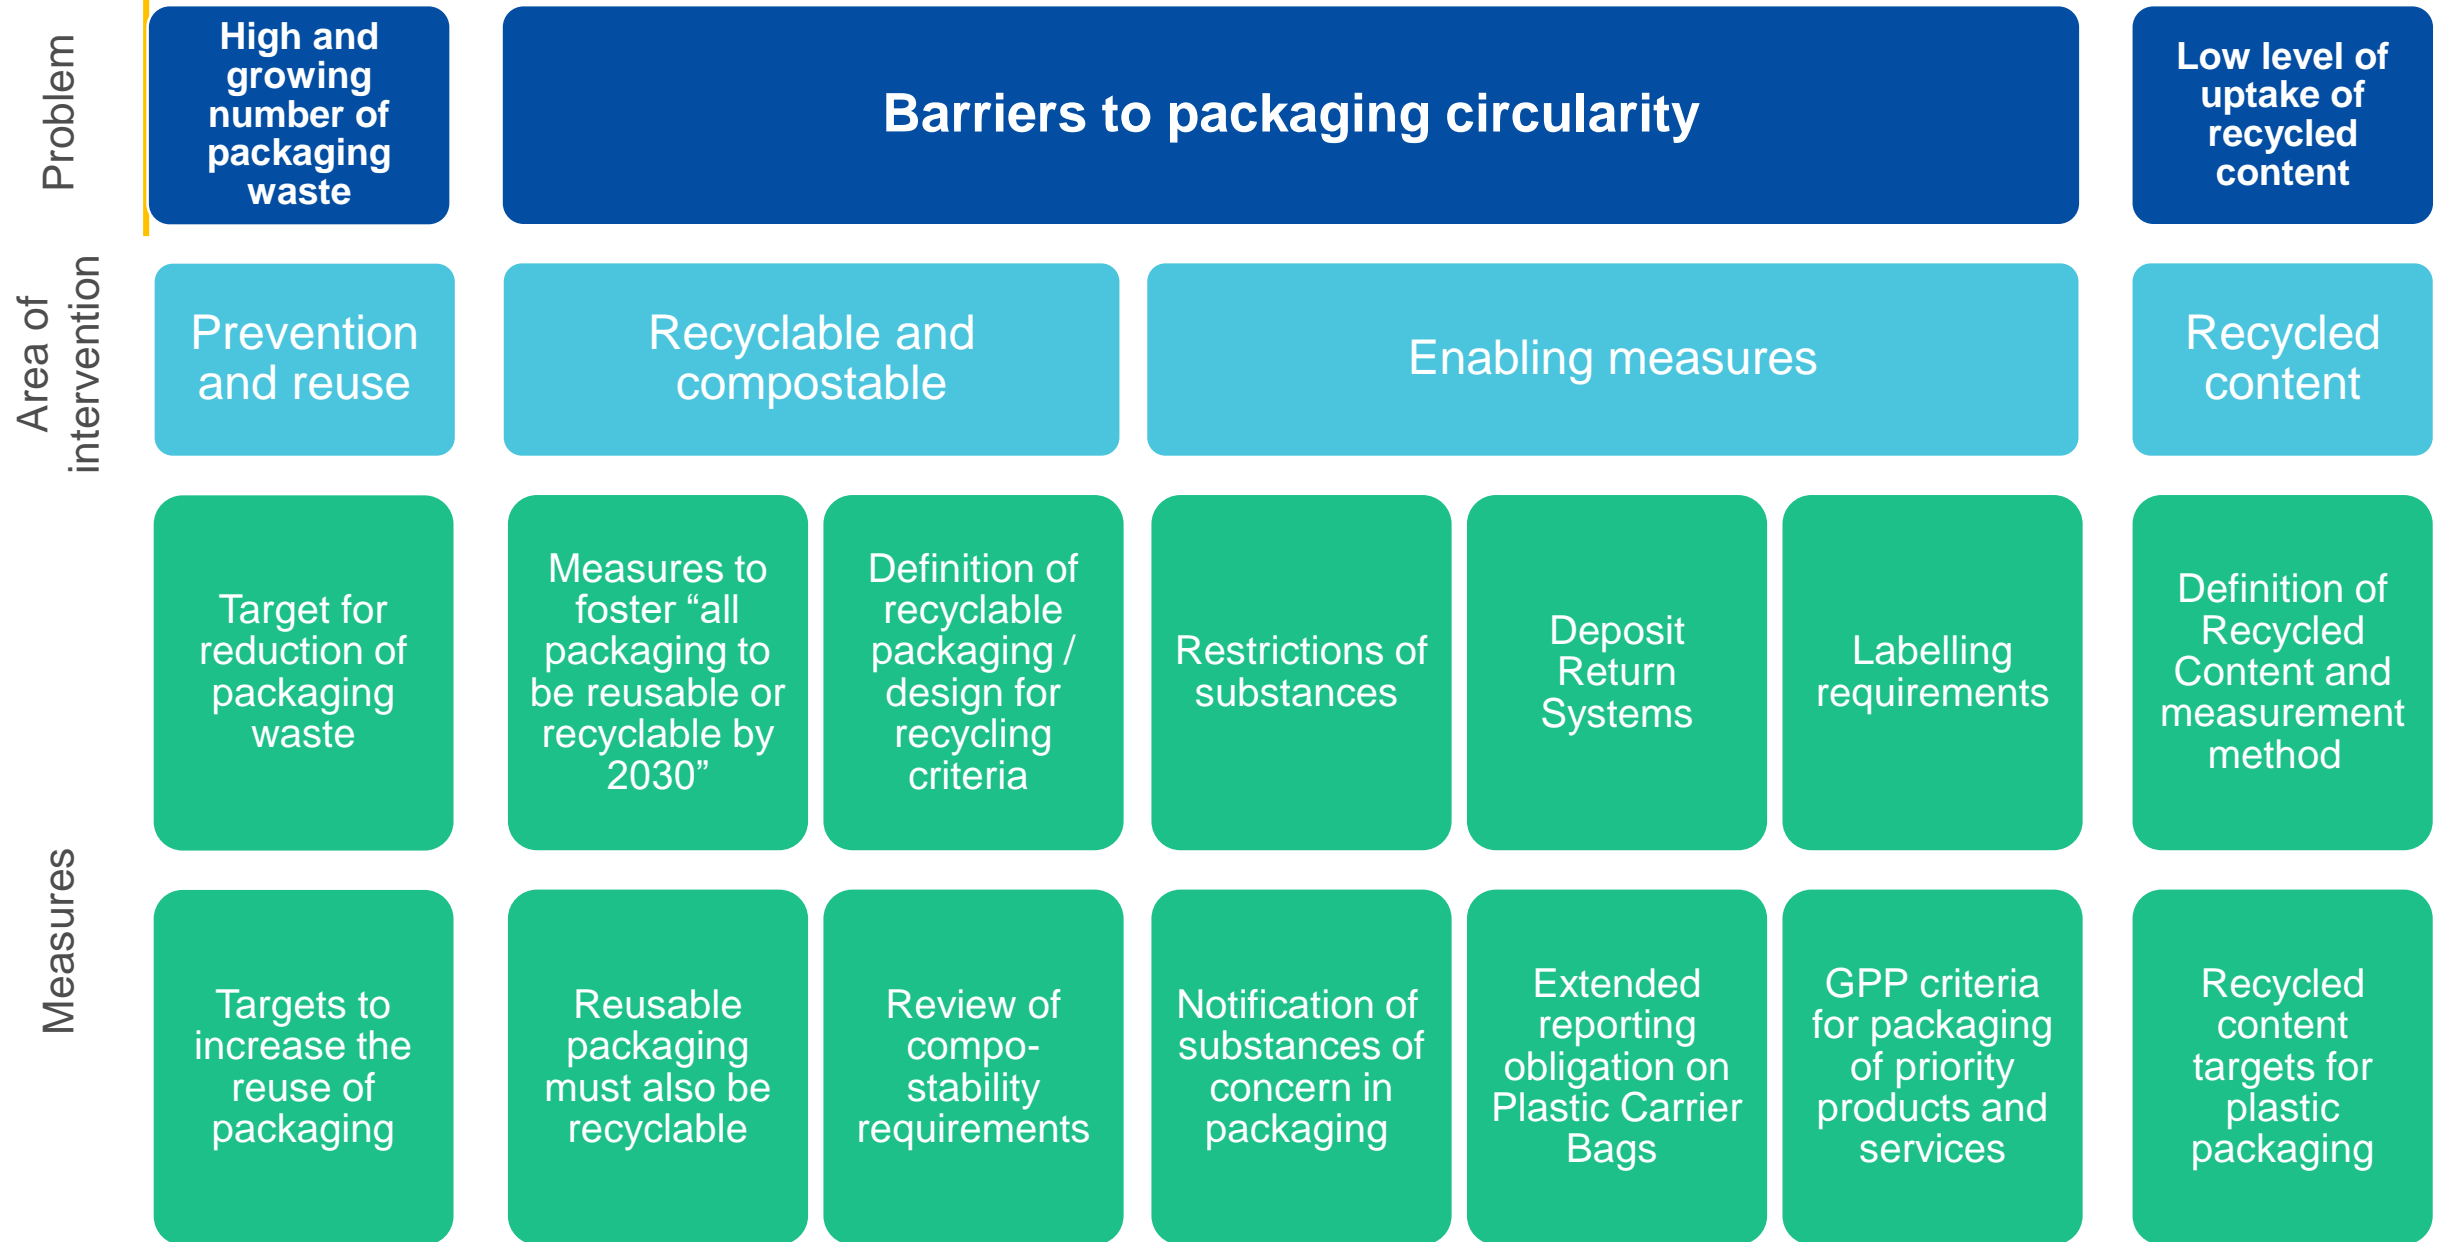 Problem
High and
growing
number of
packaging
waste
Barriers to packaging circularity
Low level of
uptake of
recycled
content
Area of
intervention
Prevention
and reuse
Recyclable and
compostable
Enabling measures
Recycled
content
Measures
Target for
reduction of
packaging
waste
Measures to
foster “all
packaging to
be reusable or
recyclable by
2030”
Definition of
recyclable
packaging /
design for
recycling
criteria
Restrictions of
substances
Deposit
Return
Systems
Labelling
requirements
Definition of
Recycled
Content and
measurement
method
Targets to
increase the
reuse of
packaging
Reusable
packaging
must also be
recyclable
Review of
compo-
stability
requirements
Notification of
substances of
concern in
packaging
Extended
reporting
obligation on
Plastic Carrier
Bags
GPP criteria
for packaging
of priority
products and
services
Recycled
content
targets for
plastic
packaging